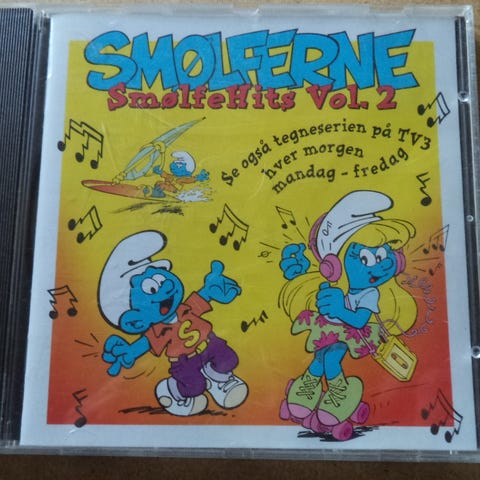 SMØLFERNE
SmølfeHits Vol. 2
Se også tegneserien på TV3
hver morgen
mandag - fredag
S